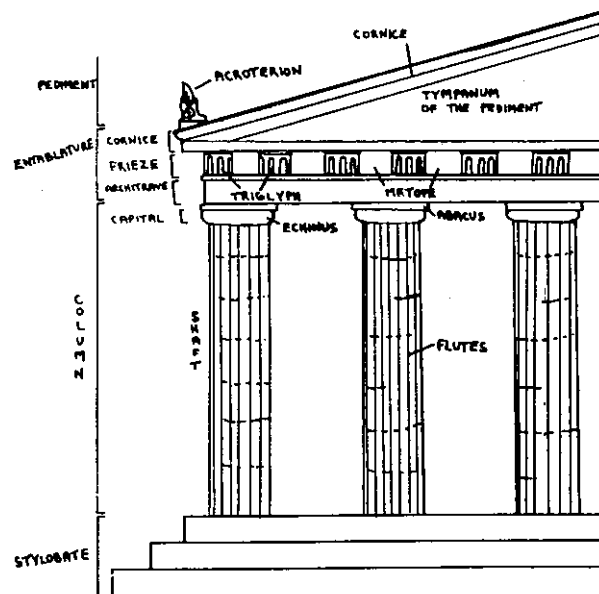 CORNICE
PEDIMENT
ACROTERION
TYMPANUM
OF THE PEDIMENT
ENTABLATURE
CORNICE
FRIEZE
ARCHITRAVE
TRIGLYPH
METOPE
CAPITAL
ABACUS
ECHINUS
COLUMN
SHAFT
FLUTES
STYLOBATE